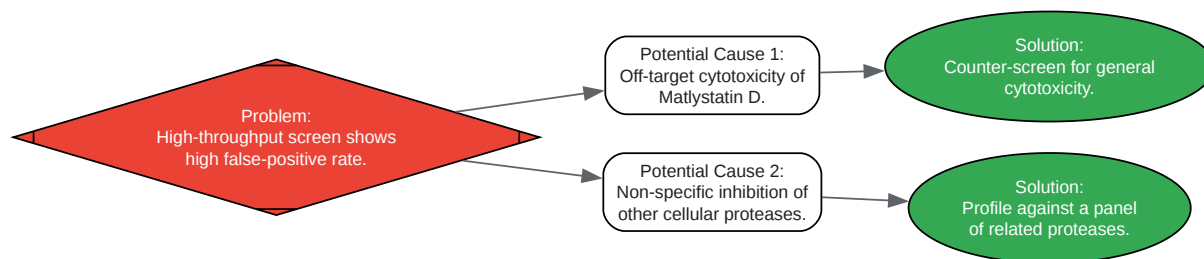 Problem:
High-throughput screen shows
high false-positive rate.
Potential Cause 1:
Off-target cytotoxicity of
Matlystatin D.
Solution:
Counter-screen for general
cytotoxicity.
Potential Cause 2:
Non-specific inhibition of
other cellular proteases.
Solution:
Profile against a panel
of related proteases.